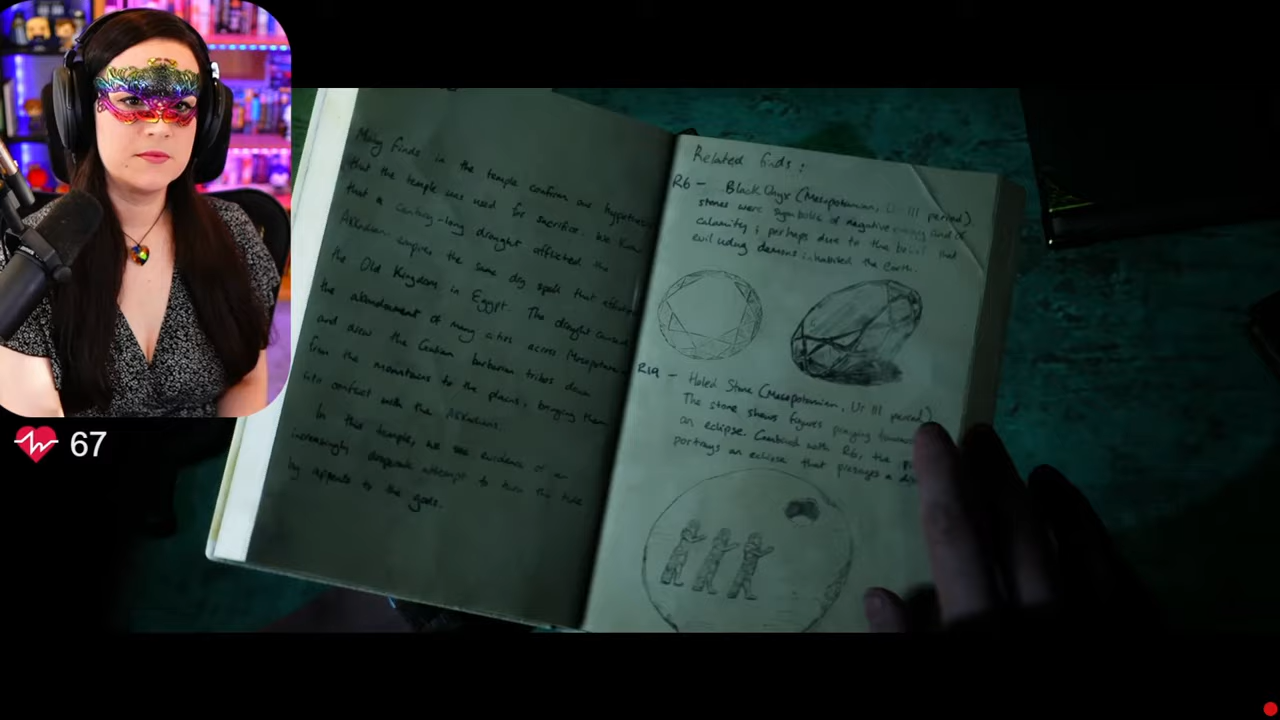 67
Many finds in the temple confirm our hypothesis
that the temple was used for sacrifice. We know
that a century-long drought afflicted the
Akkadian empire, the same dry spell that
the Old Kingdom in Egypt. The drought caused
the abandonment of many cities across Mesopotamia
and drew the Gutian barbarian tribes down
from the mountains to the plains, bringing them
into conflict with the Akkadians.
In this temple, we see evidence of an
increasingly desperate attempt to turn the tide
by appeals to the gods.
Related finds:
R6 - Black Onyx (Mesopotamian, Ur III period)
stones were symbolic of negative energy and
calamity; perhaps due to the belief that
evil udug demons inhabited the earth.
R19 - Holed Stone (Mesopotamian, Ur III period)
The stone shows figures praying
an eclipse. Combined with R6, the
portrays an eclipse that presages a